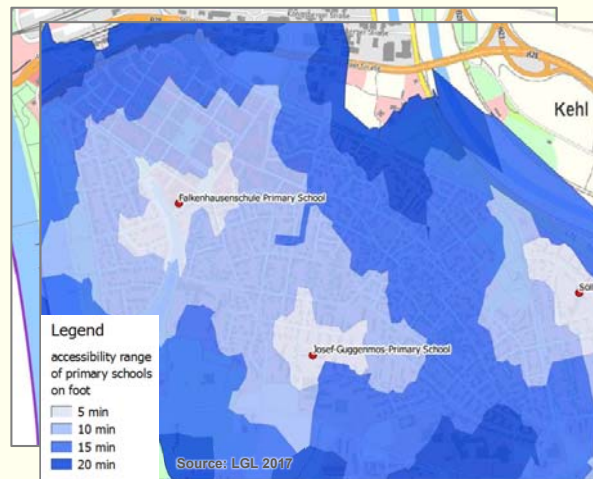 Kehl
Falkenhausenschule Primary School
Josef-Guggenmos-Primary School
Legend
accessibility range
of primary schools
on foot
5 min
10 min
15 min
20 min
Source: LGL 2017